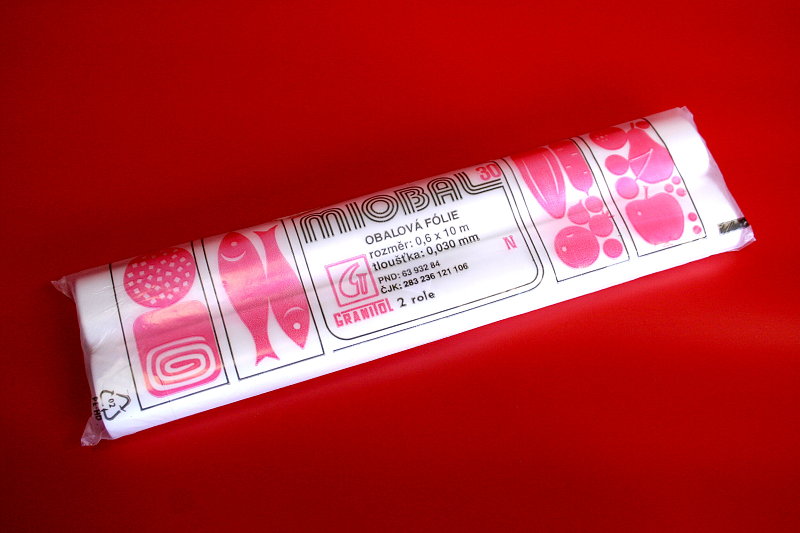 MIOBAL 30
OBALOVÁ FÓLIE
rozměr: 0,6 x 10 m
tloušťka: 0,030 mm
N
PND: 63 932 84
ČJK: 283 236 121 106
GRANITOL 2 role